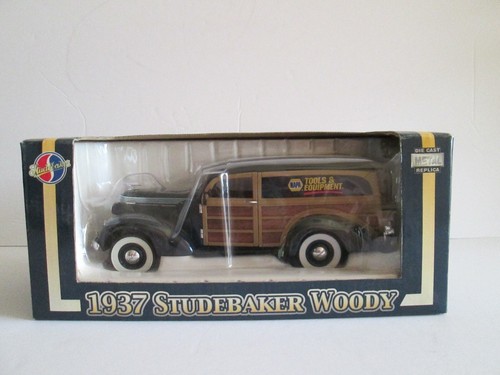 DIE CAST
METAL
REPLICA
NAPA
TOOLS &
EQUIPMENT
1937 STUDEBAKER WOODY